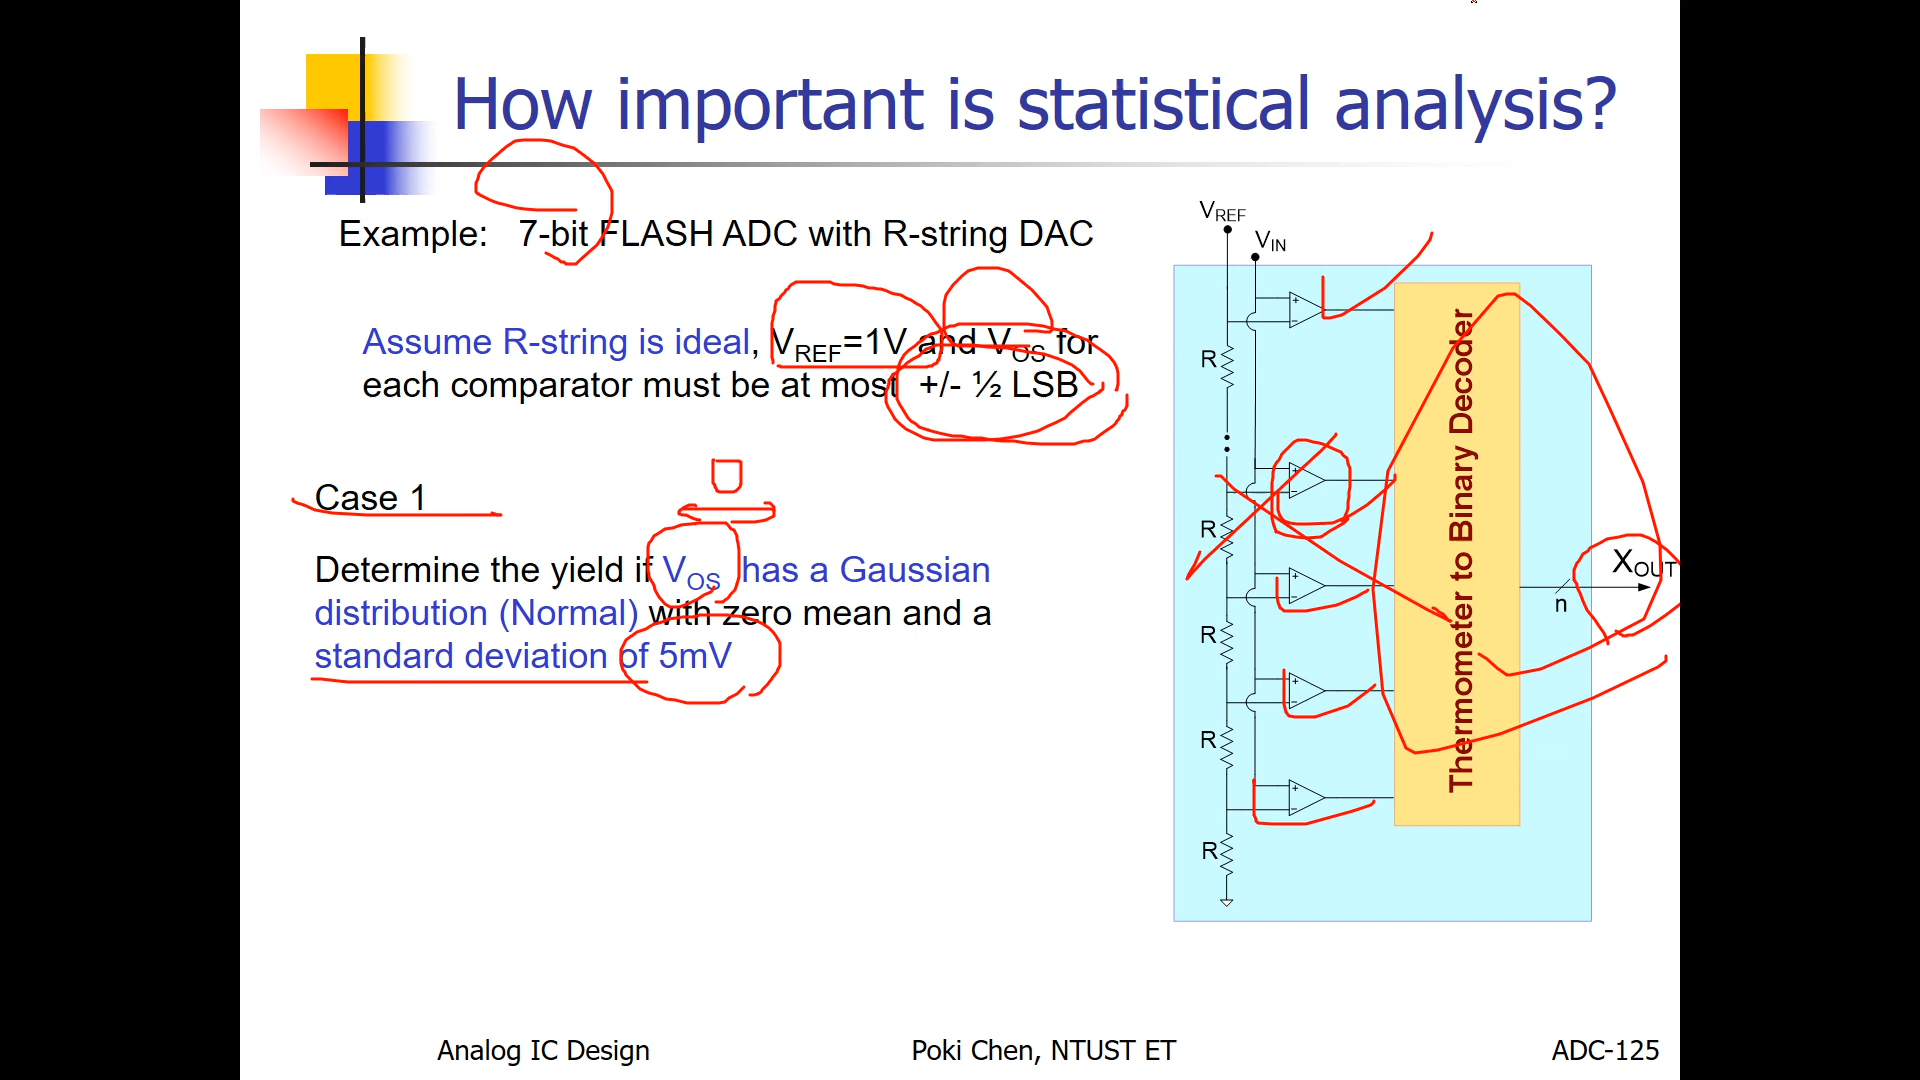 How important is statistical analysis?
Example: 7-bit FLASH ADC with R-string DAC
Assume R-string is ideal, VREF=1V and VOS for
each comparator must be at most +/- ½ LSB
Case 1
Determine the yield if VOS has a Gaussian
distribution (Normal) with zero mean and a
standard deviation of 5mV
VREF
VIN
R
R
R
R
R
Thermometer to Binary Decoder
XOUT
n
Analog IC Design
Poki Chen, NTUST ET
ADC-125